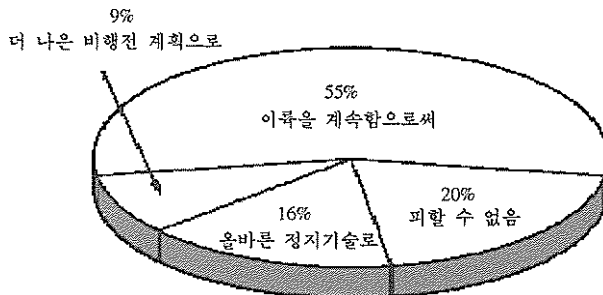 9%
더 나은 비행전 계획으로
55%
이륙을 계속함으로써
16%
올바른 정지기술로
20%
피할 수 없음